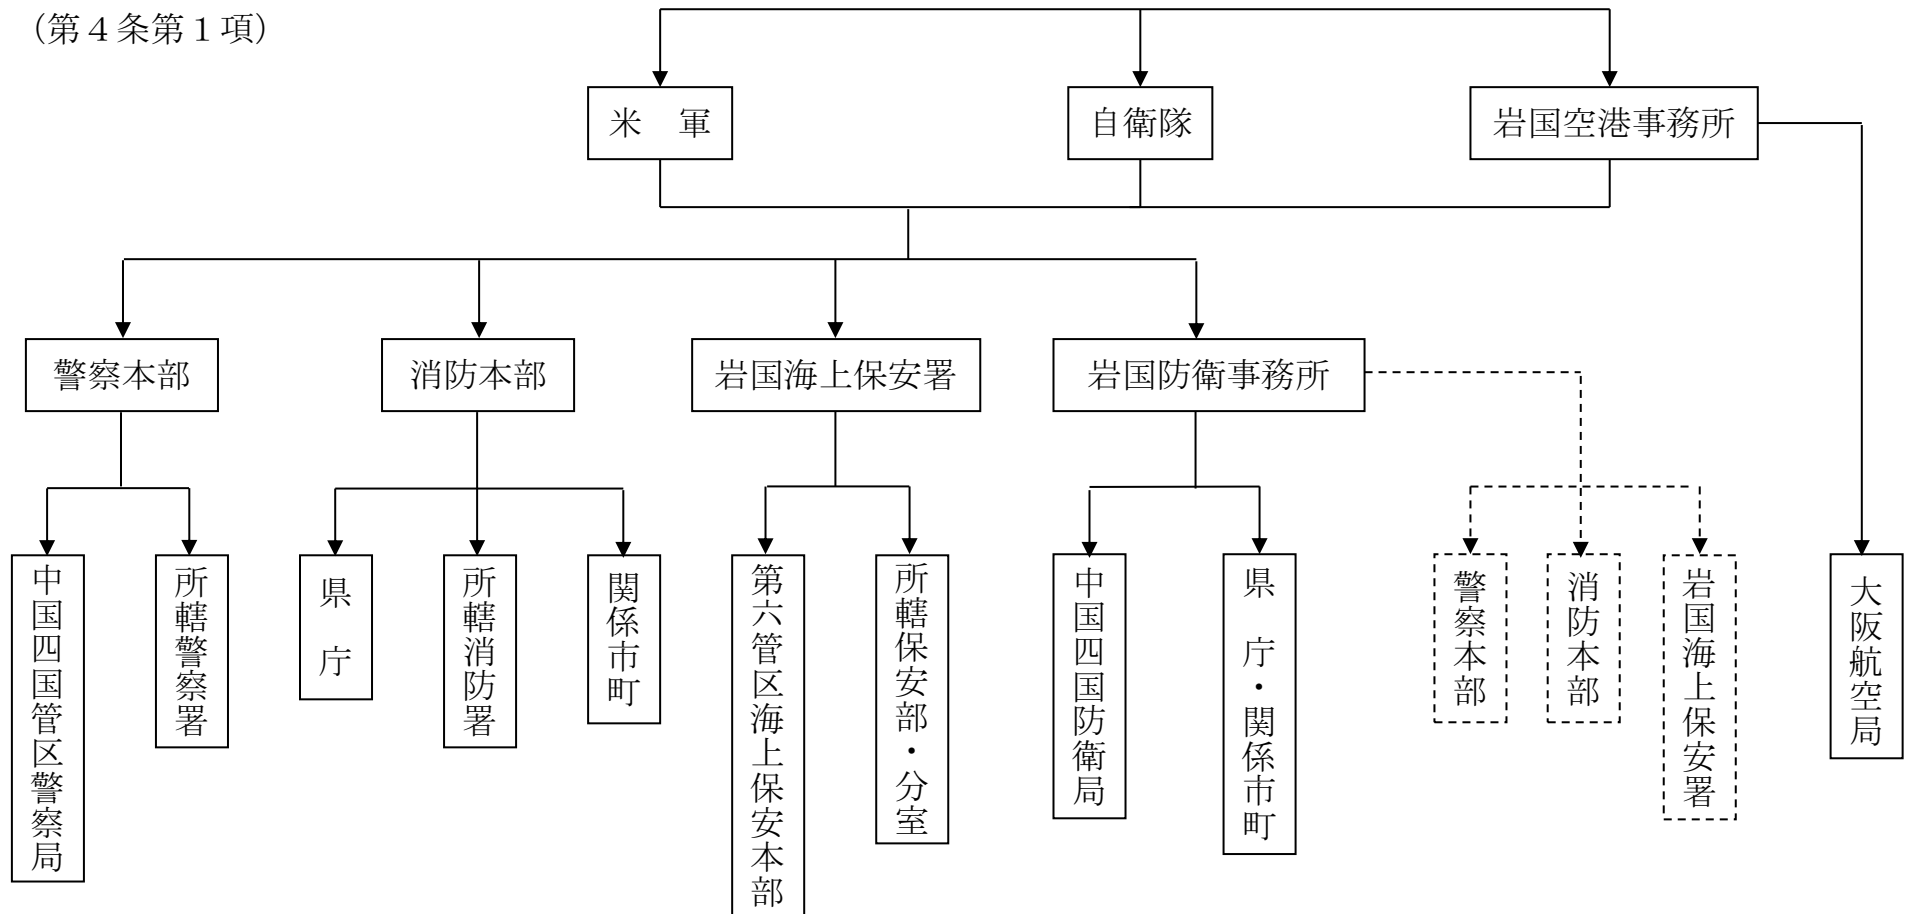 （第４条第１項）
米　軍
自衛隊
岩国空港事務所
警察本部
消防本部
岩国海上保安署
岩国防衛事務所
中国四国管区警察局
所轄警察署
県　庁
所轄消防署
関係市町
第六管区海上保安本部
所轄保安部・分室
中国四国防衛局
県　庁・関係市町
警察本部
消防本部
岩国海上保安署
大阪航空局